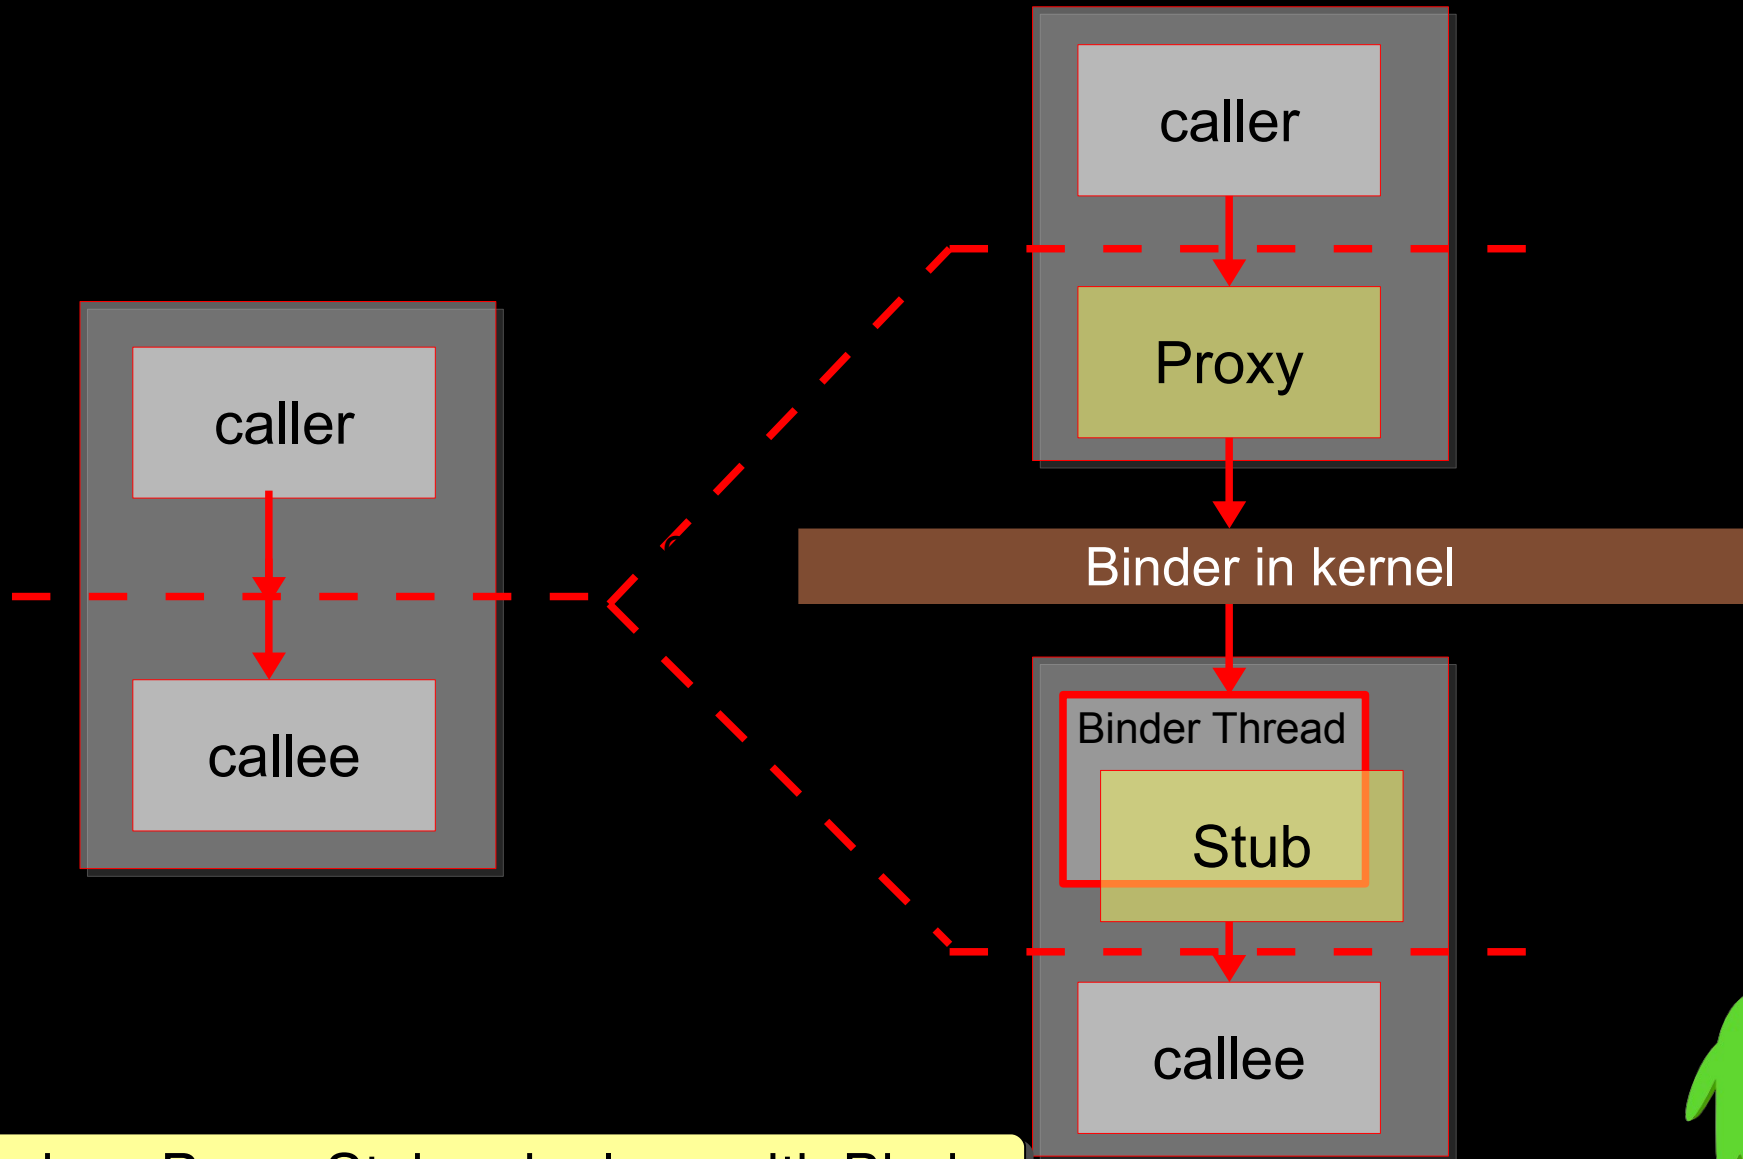 caller
callee
caller
Proxy
Binder in kernel
Binder Thread
Stub
callee